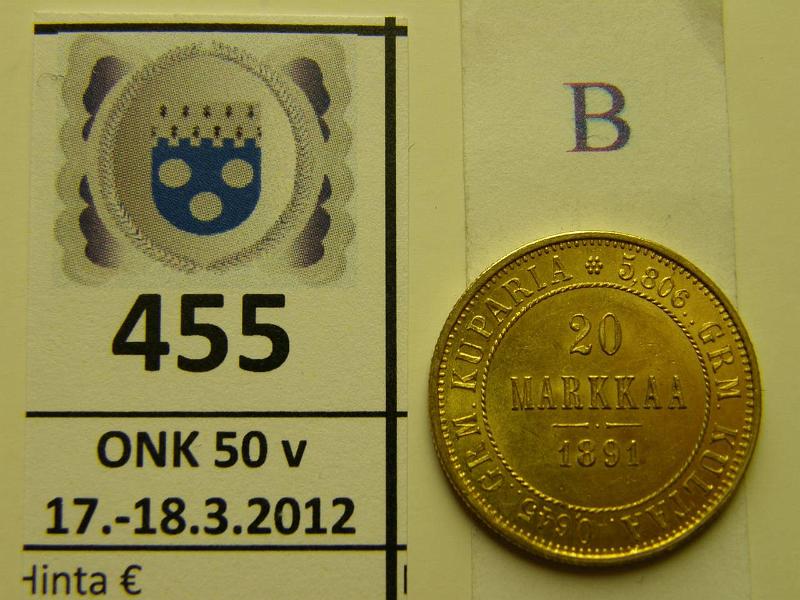 455
ONK 50 v
17.-18.3.2012
Hinta €
B
5,806.. GRM. KULTAA
0,645. GRM KUPARIA
20
MARKKAA
1891